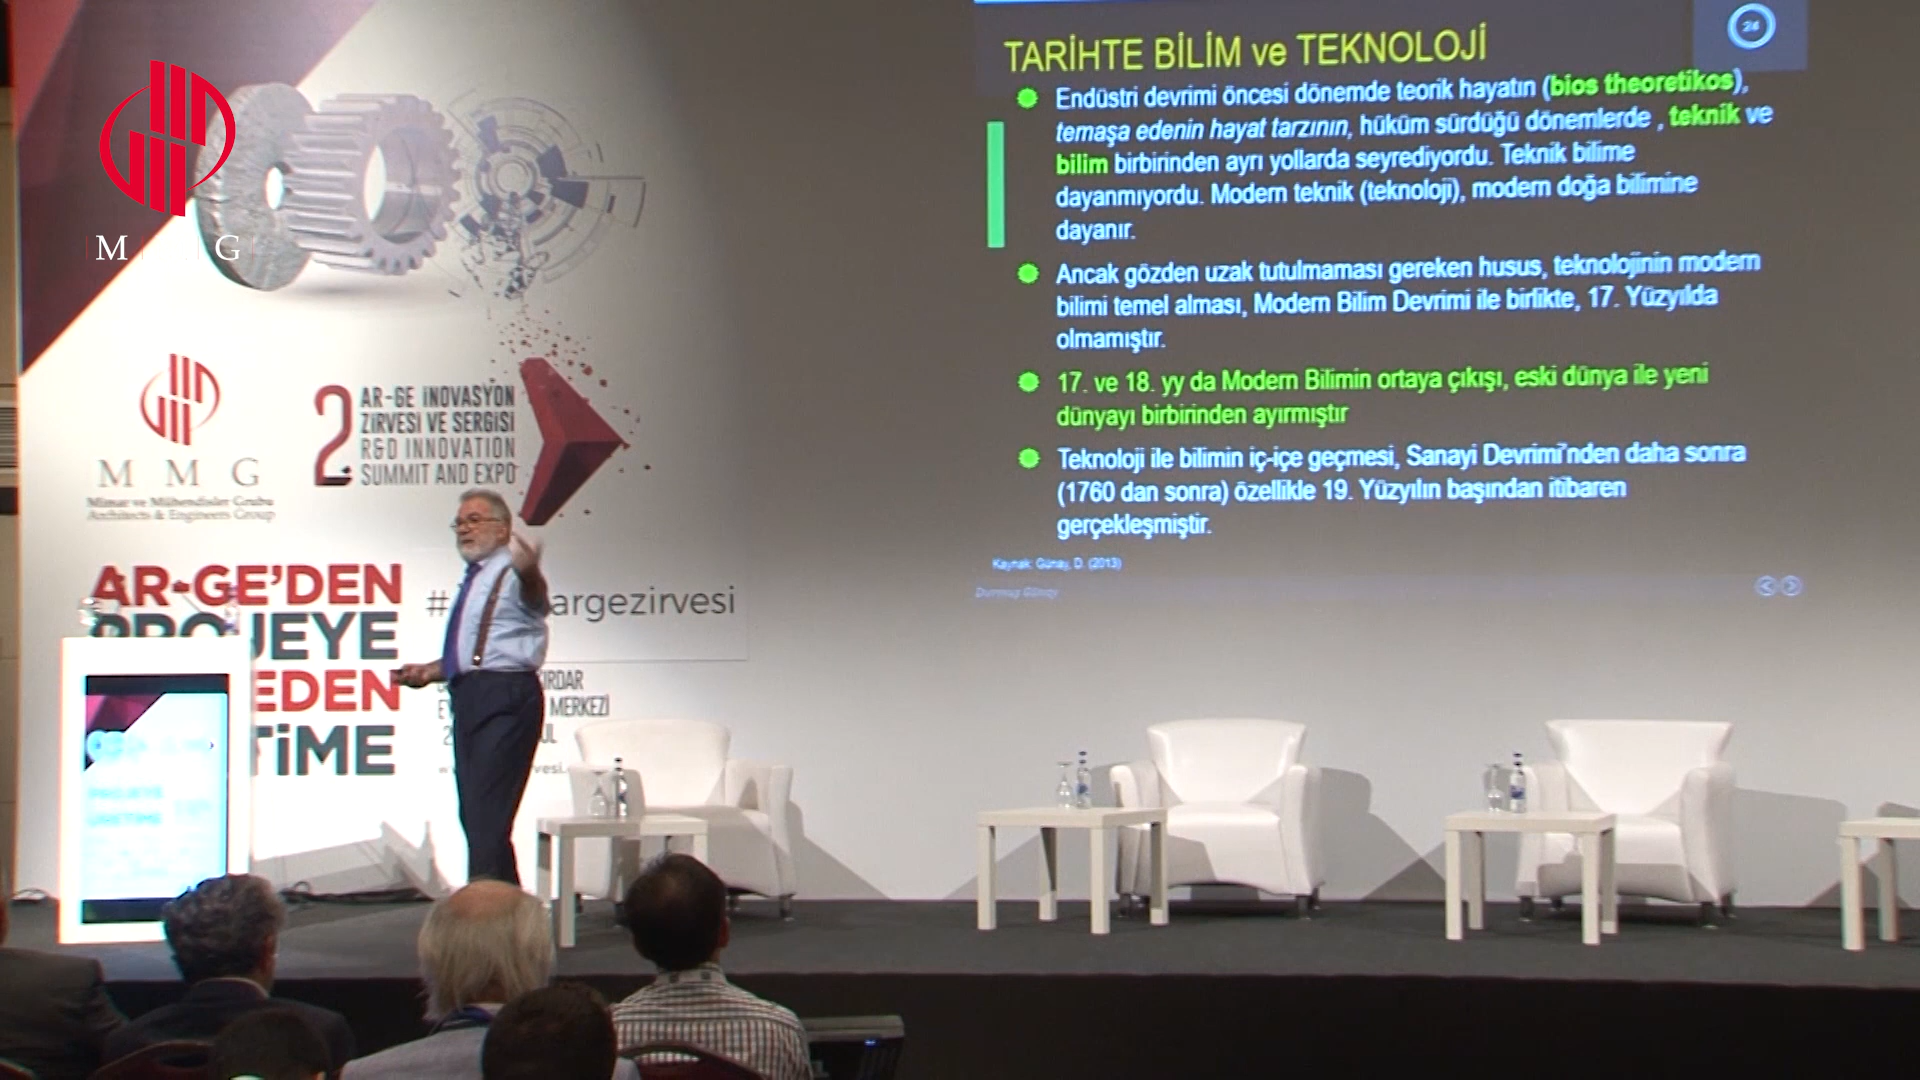 M M G
M M G
Mimar ve Mühendisler Grubu
Architects & Engineers Group
2
AR-GE İNOVASYON
ZİRVESİ VE SERGİSİ
R&D INNOVATION
SUMMIT AND EXPO
AR-GE'DEN
PROJEYE
EDEN
TİME
#
argezirvesi
MERKEZİ
TARİHTE BİLİM ve TEKNOLOJİ
24
Endüstri devrimi öncesi dönemde teorik hayatın (bios theoretikos),
temaşa edenin hayat tarzının, hüküm sürdüğü dönemlerde , teknik ve
bilim birbirinden ayrı yollarda seyrediyordu. Teknik bilime
dayanmıyordu. Modern teknik (teknoloji), modern doğa bilimine
dayanır.
Ancak gözden uzak tutulmaması gereken husus, teknolojinin modern
bilimi temel alması, Modern Bilim Devrimi ile birlikte, 17. Yüzyılda
olmamıştır.
17. ve 18. yy da Modern Bilimin ortaya çıkışı, eski dünya ile yeni
dünyayı birbirinden ayırmıştır
Teknoloji ile bilimin iç-içe geçmesi, Sanayi Devrimi'nden daha sonra
(1760 dan sonra) özellikle 19. Yüzyılın başından itibaren
gerçekleşmiştir.
Kaynak: Günay, D. (2013)
Durmuş Günay